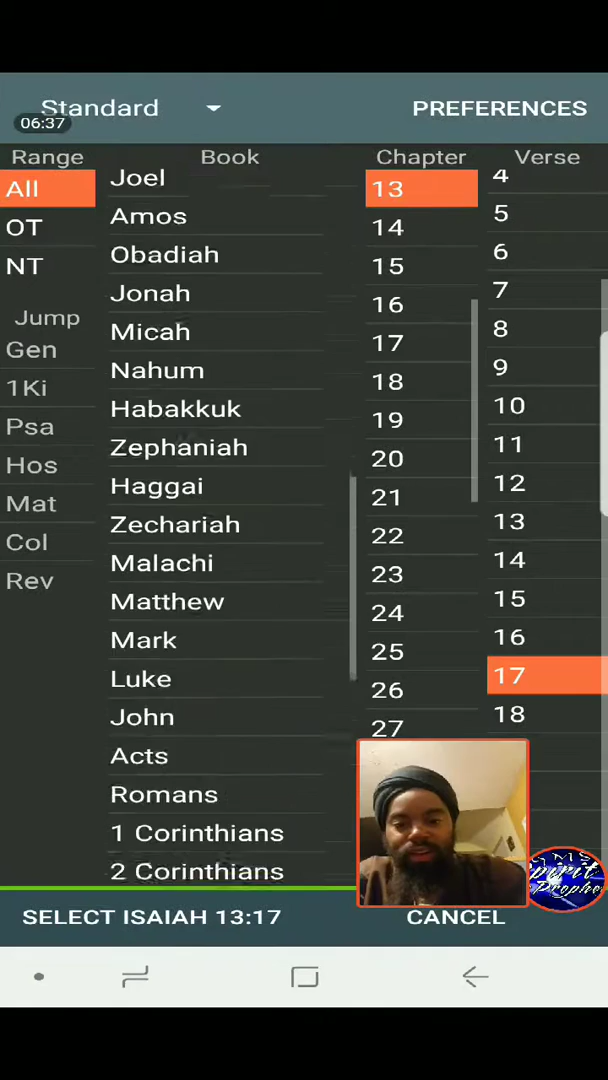 Standard
PREFERENCES
06:37
Range
Book
Chapter
Verse
All
OT
NT
Jump
Gen
1Ki
Psa
Hos
Mat
Col
Rev
Joel
Amos
Obadiah
Jonah
Micah
Nahum
Habakkuk
Zephaniah
Haggai
Zechariah
Malachi
Matthew
Mark
Luke
John
Acts
Romans
1 Corinthians
2 Corinthians
13
14
15
16
17
18
19
20
21
22
23
24
25
26
27
4
5
6
7
8
9
10
11
12
13
14
15
16
17
18
SELECT ISAIAH 13:17
CANCEL